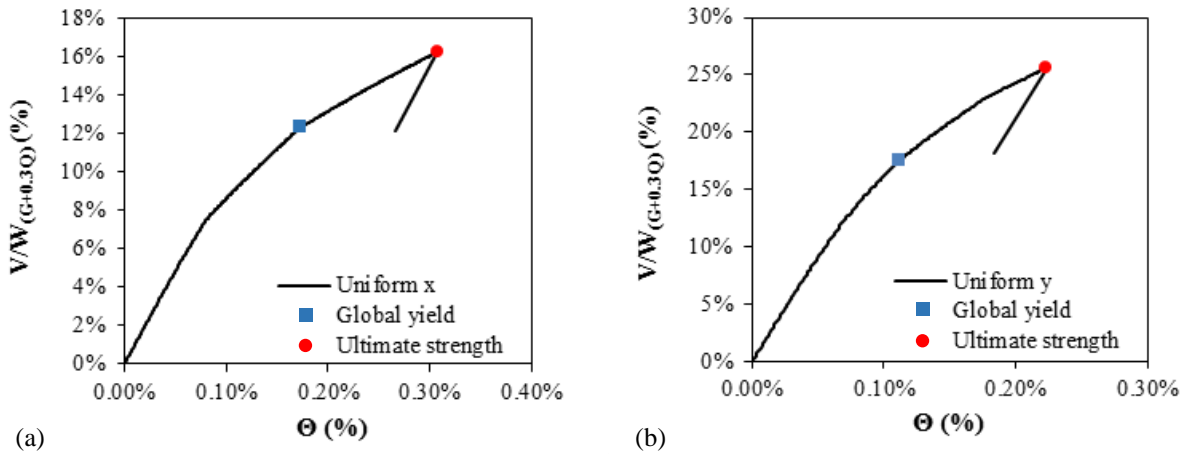 18%
16%
14%
12%
10%
8%
6%
4%
2%
0%
V/W(G+0.3Q) (%)
0.00% 0.10% 0.20% 0.30% 0.40%
Θ (%)
Uniform x
Global yield
Ultimate strength
(a)
30%
25%
20%
15%
10%
5%
0%
V/W(G+0.3Q) (%)
0.00% 0.10% 0.20% 0.30%
Θ (%)
Uniform y
Global yield
Ultimate strength
(b)